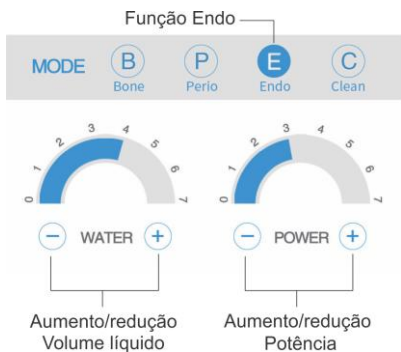 Função Endo
MODE B P E C
Bone Perio Endo Clean
0 1 2 3 4 5 6 7 0 1 2 3 4 5 6 7
− WATER + − POWER +
Aumento/redução Aumento/redução
Volume líquido Potência